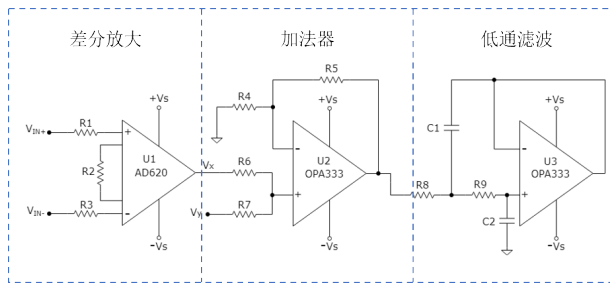 差分放大
加法器
低通滤波
R5
R4
+Vs
+Vs
+Vs
C1
VIN+
R1
U1
AD620
R2
Vx
R6
U2
OPA333
R8
R9
U3
OPA333
VIN-
R3
Vy
R7
C2
-Vs
-Vs
-Vs